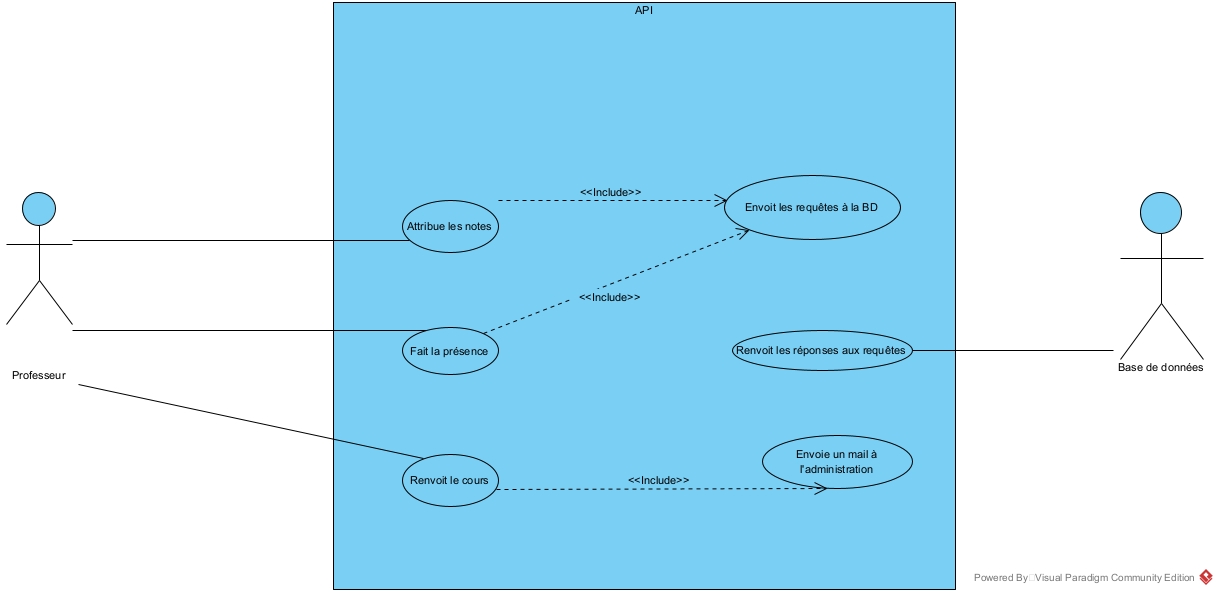 API
<<Include>>
Attribue les notes
Envoit les requêtes à la BD
<<Include>>
Fait la présence
Renvoit les réponses aux requêtes
Professeur
Base de données
Envoie un mail à
l'administration
Renvoit le cours
<<Include>>
Powered By Visual Paradigm Community Edition